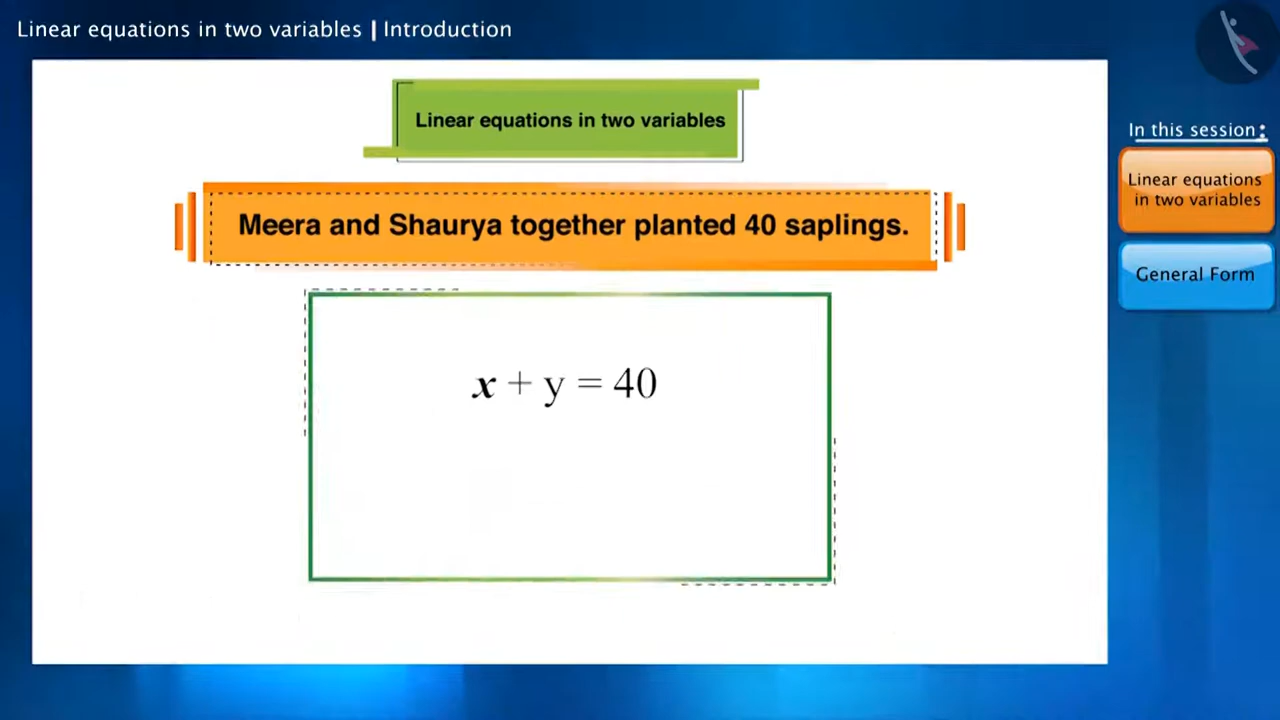 Linear equations in two variables | Introduction
Linear equations in two variables
Meera and Shaurya together planted 40 saplings.
x + y = 40
In this session:
Linear equations
in two variables
General Form